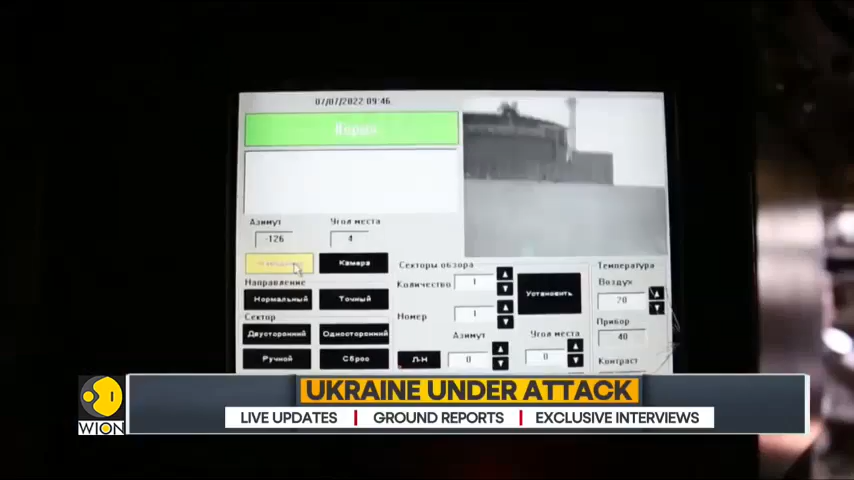 07/07/2022 09:46
Норма
Азимут Угол места
-126 4
Камера
Направление
Нормальный Точный
Сектор
Двусторонний Односторонний
Ручной Сброс
Секторы обзора
Количество 1
Номер 1
Установить
Азимут Угол места
Л-Н 0 0
Температура
Воздух
20
Прибор
40
Контраст
UKRAINE UNDER ATTACK
LIVE UPDATES | GROUND REPORTS | EXCLUSIVE INTERVIEWS
WION